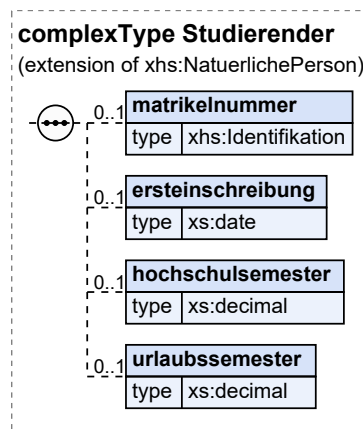 complexType Studierender
(extension of xhs:NatuerlichePerson)
0..1 matrikelnummer
type xhs:Identifikation
0..1 ersteinschreibung
type xs:date
0..1 hochschulsemester
type xs:decimal
0..1 urlaubssemester
type xs:decimal